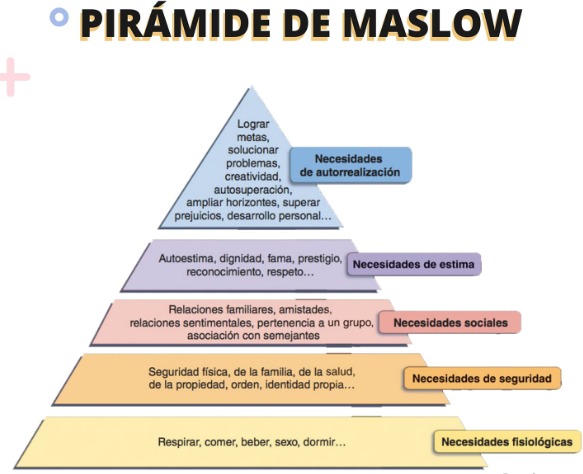 PIRÁMIDE DE MASLOW
Lograr
metas,
solucionar
problemas,
creatividad,
autosuperación,
ampliar horizontes, superar
prejuicios, desarrollo personal...
Necesidades
de autorrealización
Autoestima, dignidad, fama, prestigio,
reconocimiento, respeto...
Necesidades de estima
Relaciones familiares, amistades,
relaciones sentimentales, pertenencia a un grupo,
asociación con semejantes
Necesidades sociales
Seguridad física, de la familia, de la salud,
de la propiedad, orden, identidad propia...
Necesidades de seguridad
Respirar, comer, beber, sexo, dormir...
Necesidades fisiológicas